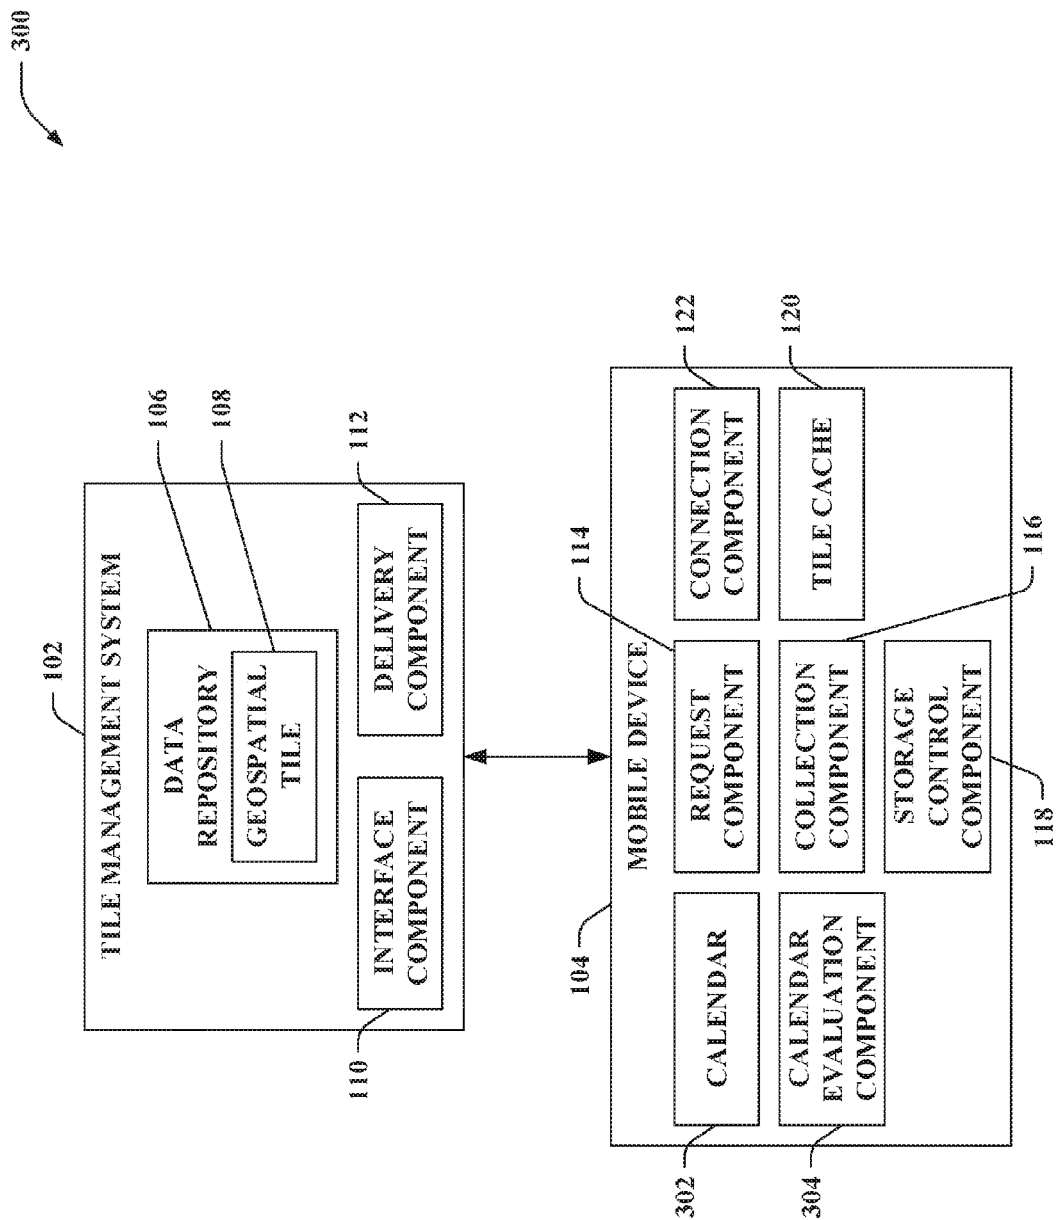 300
102
TILE MANAGEMENT SYSTEM
106
DATA
REPOSITORY
108
GEOSPATIAL
TILE
110
INTERFACE
COMPONENT
112
DELIVERY
COMPONENT
104
MOBILE DEVICE
302
CALENDAR
114
REQUEST
COMPONENT
122
CONNECTION
COMPONENT
304
CALENDAR
EVALUATION
COMPONENT
116
COLLECTION
COMPONENT
120
TILE CACHE
118
STORAGE
CONTROL
COMPONENT